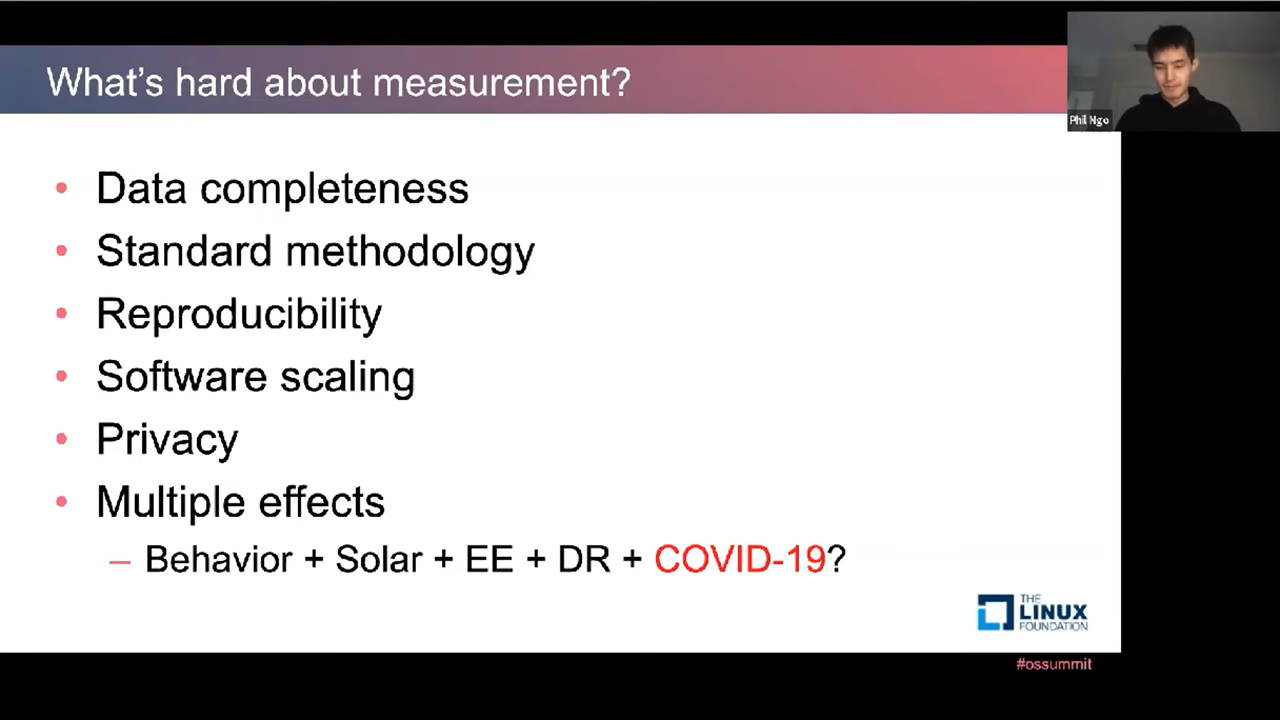 What's hard about measurement?
Phil Ngo
• Data completeness
• Standard methodology
• Reproducibility
• Software scaling
• Privacy
• Multiple effects
– Behavior + Solar + EE + DR + COVID-19?
THE
LINUX
FOUNDATION
#ossummit